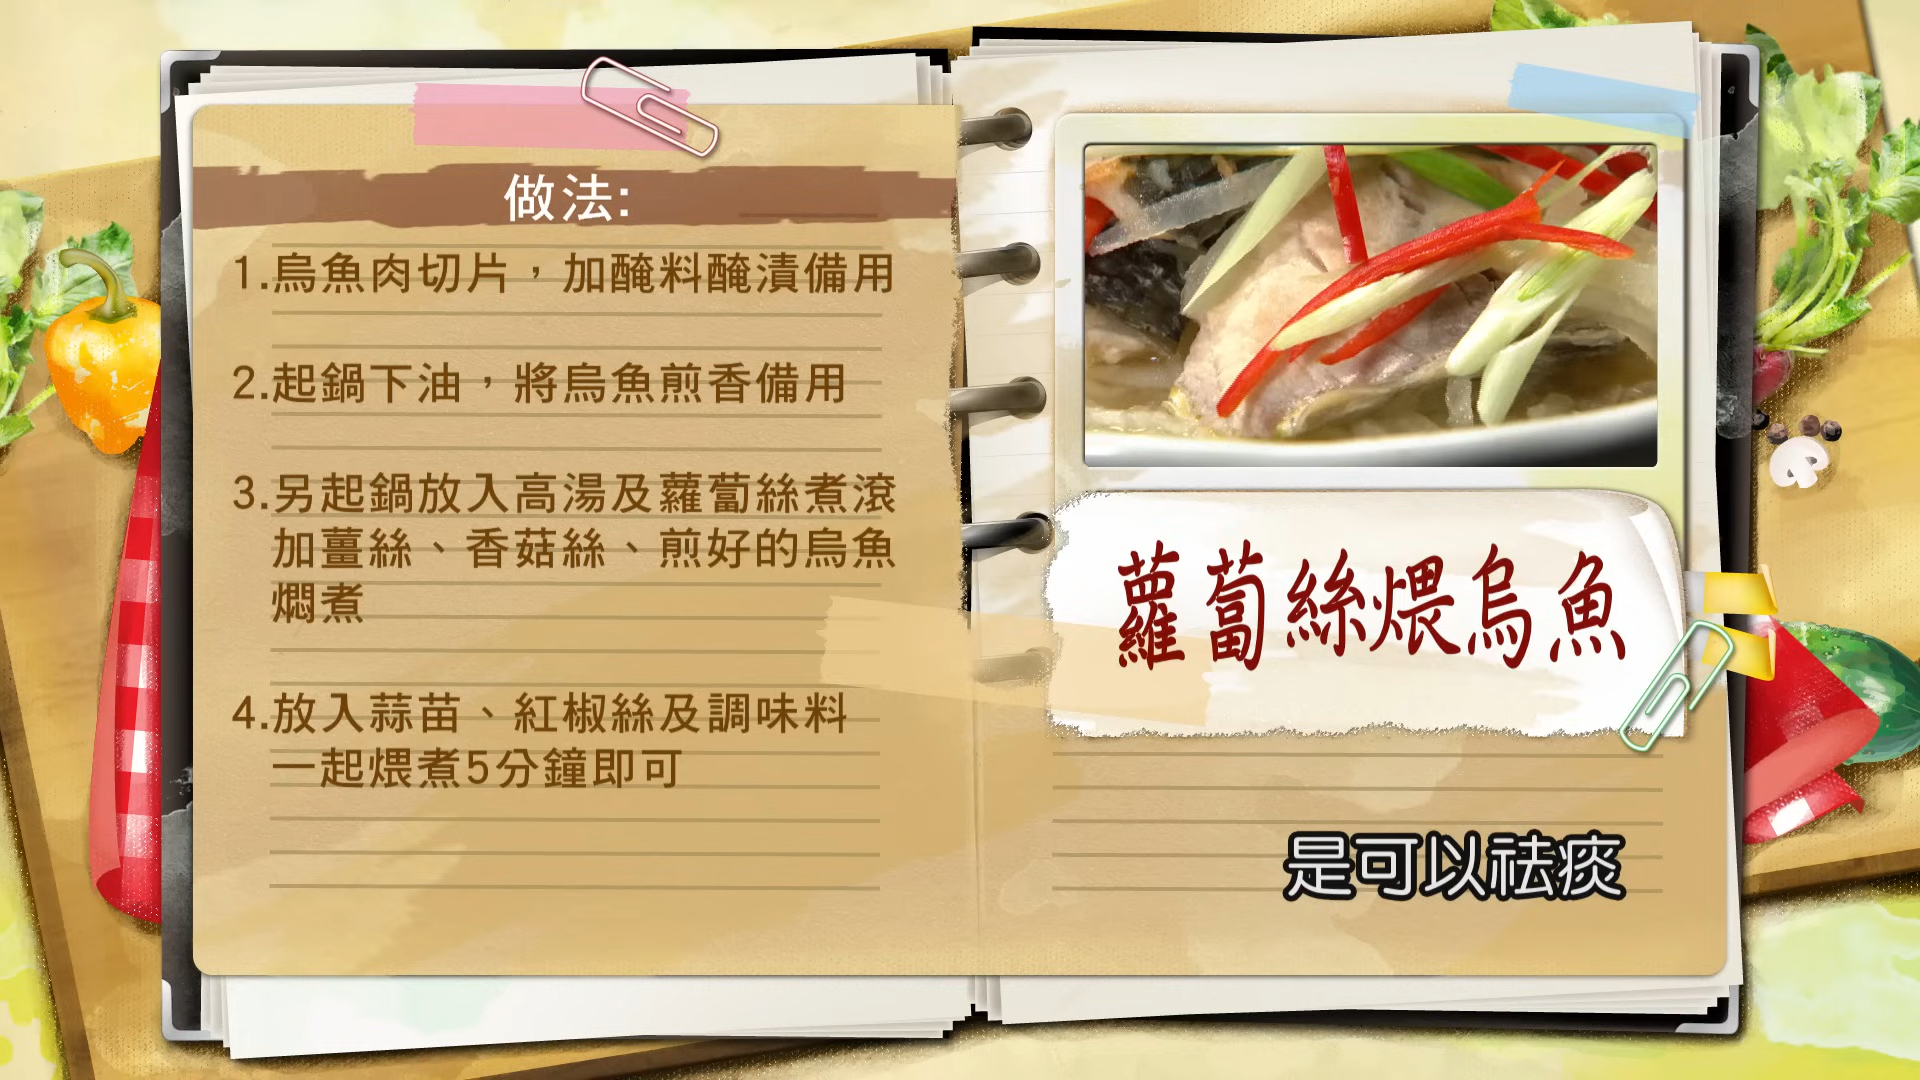 做法:
1.烏魚肉切片，加醃料醃漬備用
2.起鍋下油，將烏魚煎香備用
3.另起鍋放入高湯及蘿蔔絲煮滾
加薑絲、香菇絲、煎好的烏魚
燜煮
4.放入蒜苗、紅椒絲及調味料
一起煨煮5分鐘即可
蘿蔔絲煨烏魚
是可以祛痰